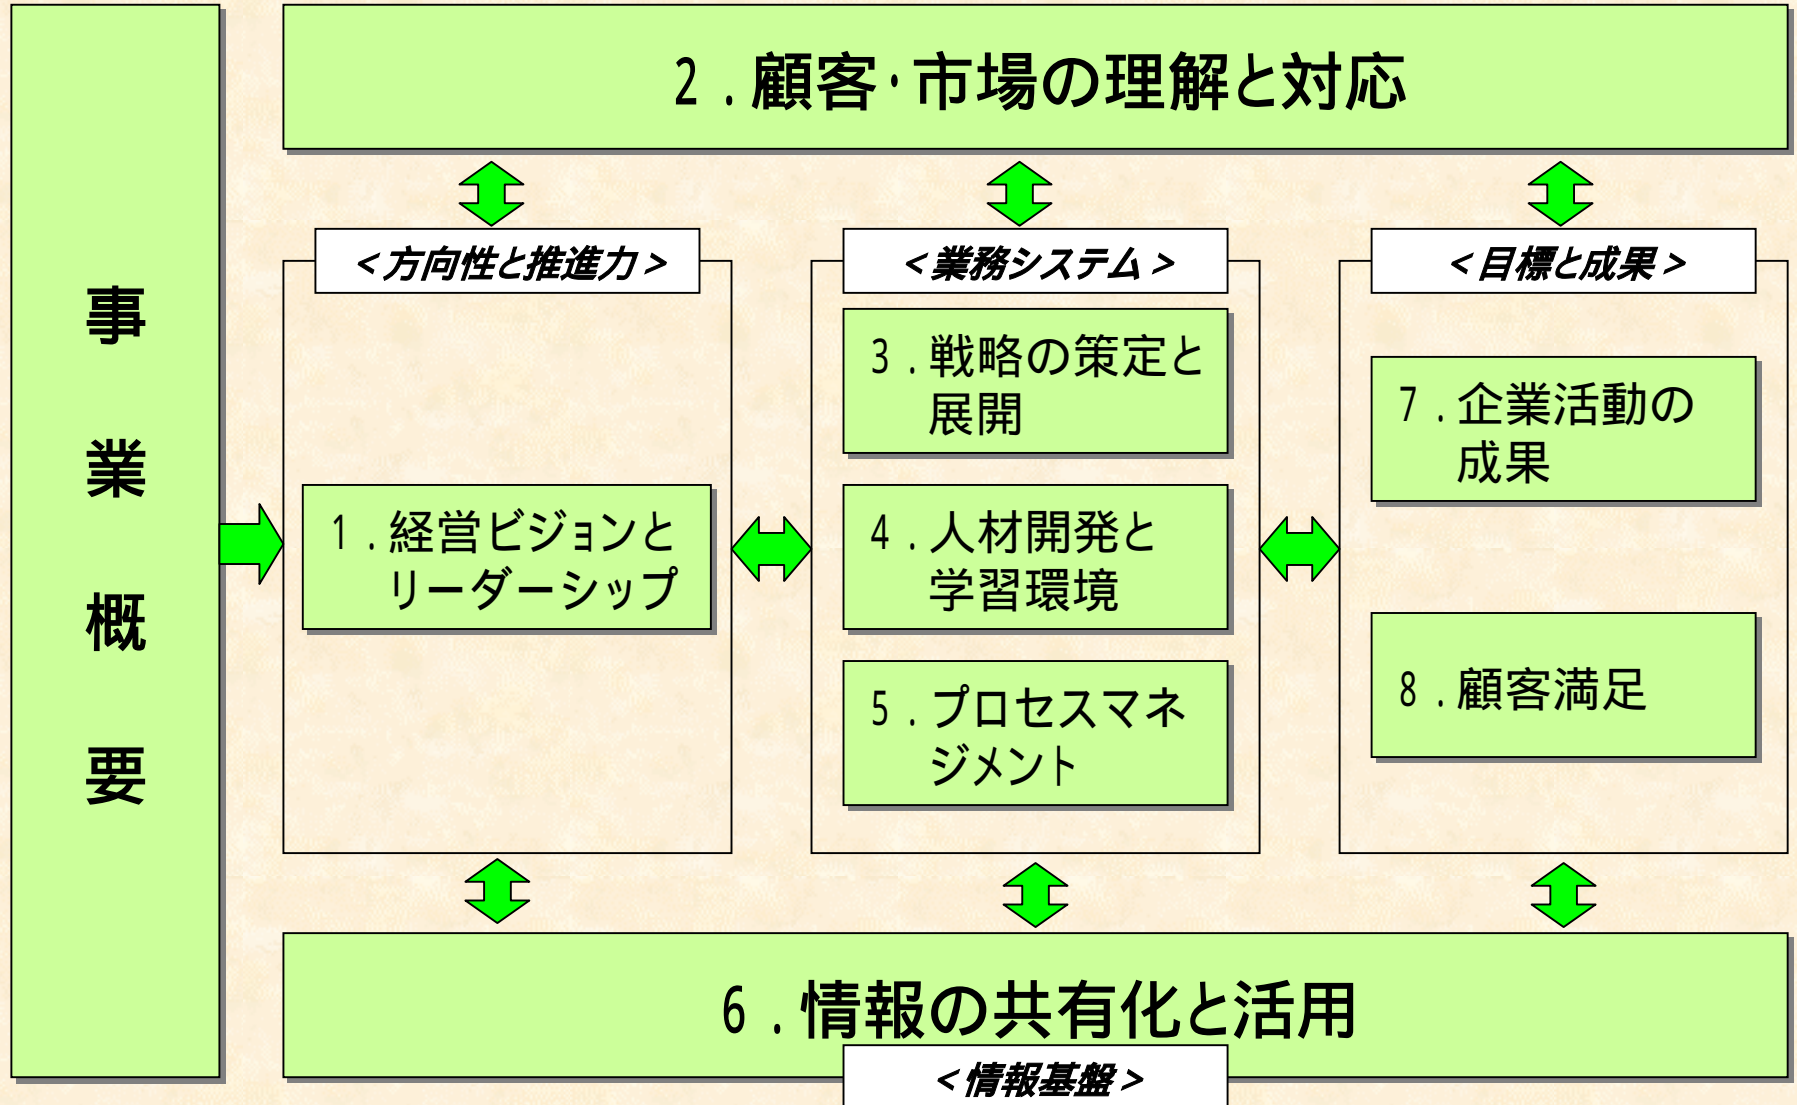 事業概要
2．顧客･市場の理解と対応
<方向性と推進力>
1．経営ビジョンと
リーダーシップ
<業務システム>
3．戦略の策定と
展開
4．人材開発と
学習環境
5．プロセスマネ
ジメント
<目標と成果>
7．企業活動の
成果
8．顧客満足
6．情報の共有化と活用
<情報基盤>